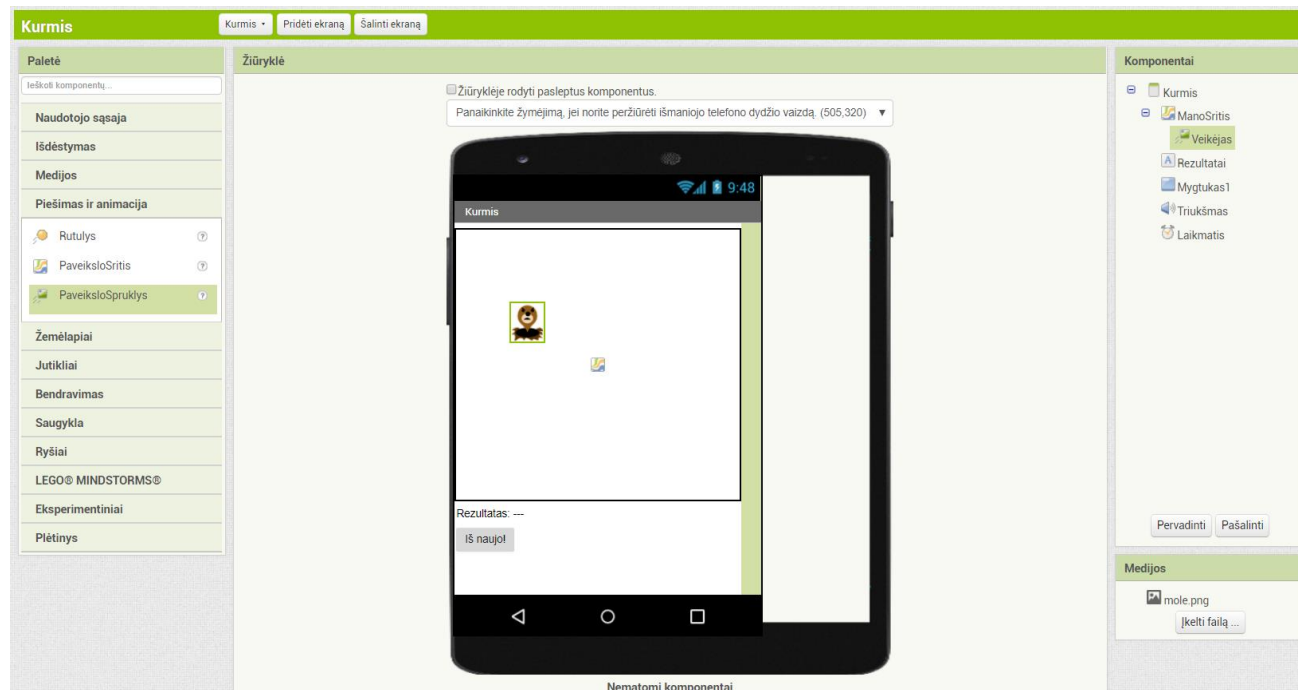 Kurmis
Kurmis
Pridėti ekraną
Šalinti ekraną
Paletė
Ieškoti komponentų...
Naudotojo sąsaja
Išdėstymas
Medijos
Piešimas ir animacija
Rutulys
?
PaveiksloSritis
?
PaveiksloSpruklys
?
Žemėlapiai
Jutikliai
Bendravimas
Saugykla
Ryšiai
LEGO® MINDSTORMS®
Eksperimentiniai
Plėtinys
Žiūryklė
Žiūryklėje rodyti pasleptus komponentus.
Panaikinkite žymėjimą, jei norite peržiūrėti išmaniojo telefono dydžio vaizdą. (505,320)
9:48
Kurmis
Rezultatas: ---
Iš naujo!
Nematomi komponentai
Komponentai
Kurmis
ManoSritis
Veikėjas
A Rezultatai
Mygtukas1
Triukšmas
Laikmatis
Pervadinti
Pašalinti
Medijos
mole.png
Įkelti failą ...